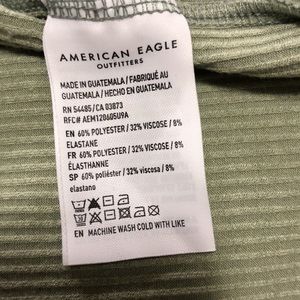 AMERICAN EAGLE
OUTFITTERS
MADE IN GUATEMALA / FABRIQUÉ AU
GUATEMALA / HECHO EN GUATEMALA
RN 54485/CA 03873
RFC# AEM120605U9A
EN 60% POLYESTER / 32% VISCOSE / 8%
ELASTANE
FR 60% POLYESTER / 32% VISCOSE / 8%
ÉLASTHANNE
SP 60% poliéster / 32% viscosa / 8%
elastano
EN MACHINE WASH COLD WITH LIKE